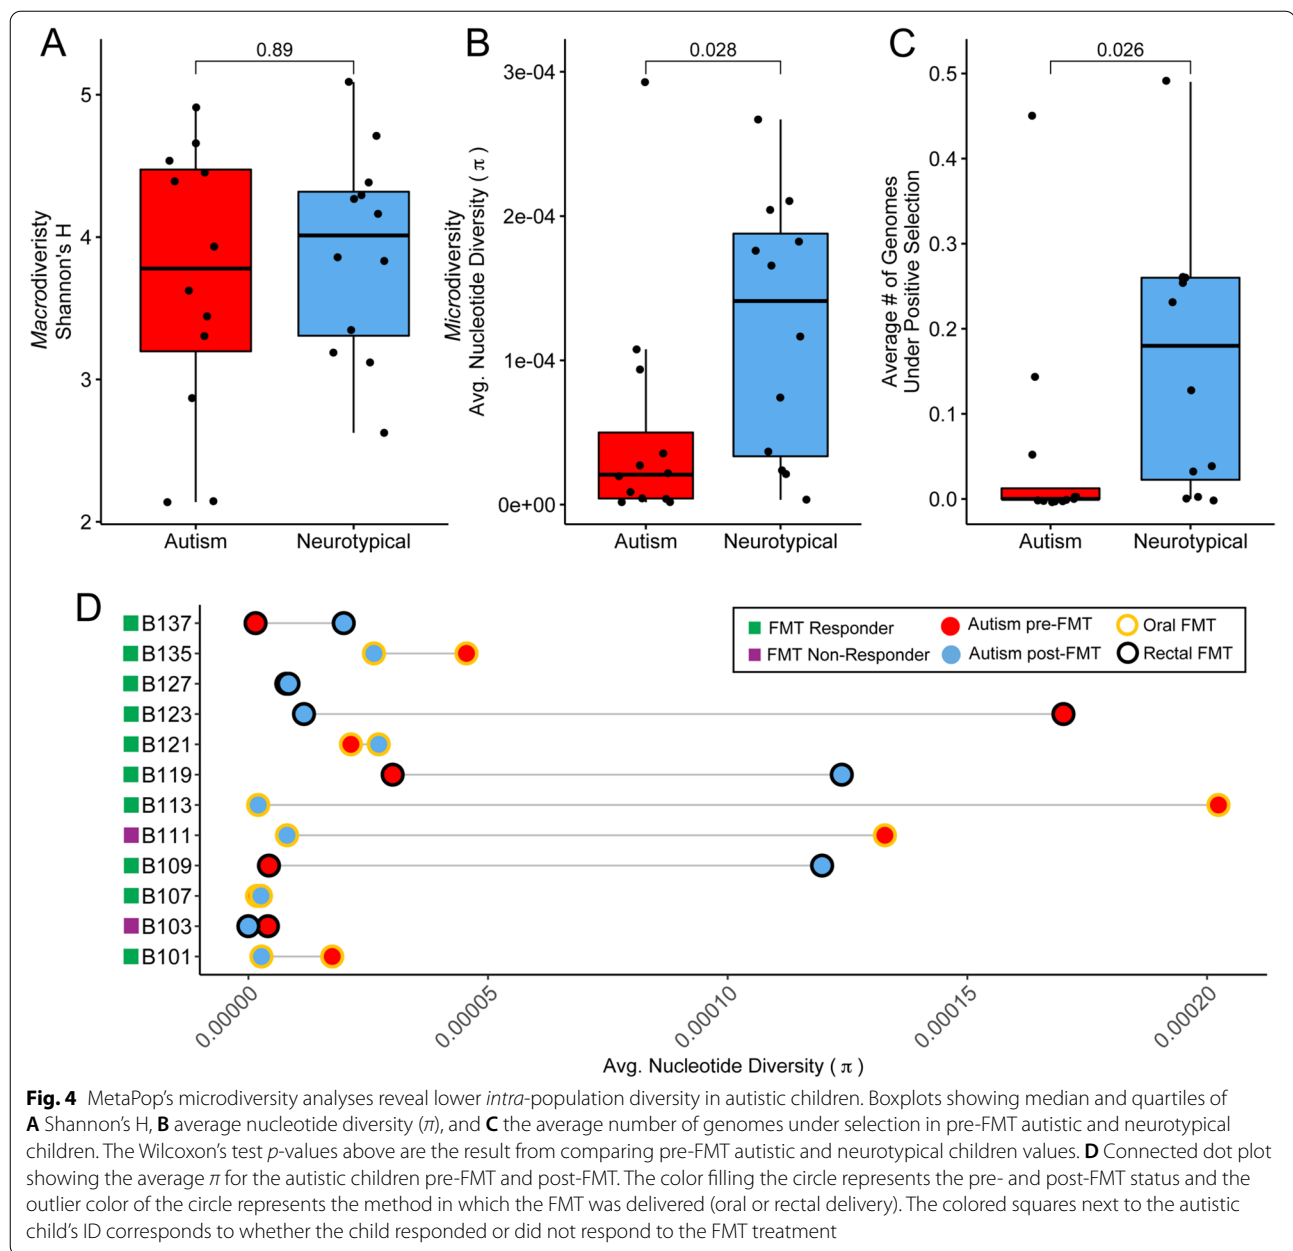 A
0.89
5
4
3
2
Macrodiveristy
Shannon's H
Autism
Neurotypical
B
0.028
3e-04
2e-04
1e-04
0e+00
Microdiversity
Avg. Nucleotide Diversity ( π )
Autism
Neurotypical
C
0.026
0.5
0.4
0.3
0.2
0.1
0.0
Average # of Genomes
Under Positive Selection
Autism
Neurotypical
D
B137
B135
B127
B123
B121
B119
B113
B111
B109
B107
B103
B101
FMT Responder
Autism pre-FMT
Oral FMT
FMT Non-Responder
Autism post-FMT
Rectal FMT
0.00000
0.00005
0.00010
0.00015
0.00020
Avg. Nucleotide Diversity ( π )
Fig. 4 MetaPop's microdiversity analyses reveal lower intra-population diversity in autistic children. Boxplots showing median and quartiles of
A Shannon's H, B average nucleotide diversity (π), and C the average number of genomes under selection in pre-FMT autistic and neurotypical
children. The Wilcoxon's test p-values above are the result from comparing pre-FMT autistic and neurotypical children values. D Connected dot plot
showing the average π for the autistic children pre-FMT and post-FMT. The color filling the circle represents the pre- and post-FMT status and the
outlier color of the circle represents the method in which the FMT was delivered (oral or rectal delivery). The colored squares next to the autistic
child's ID corresponds to whether the child responded or did not respond to the FMT treatment